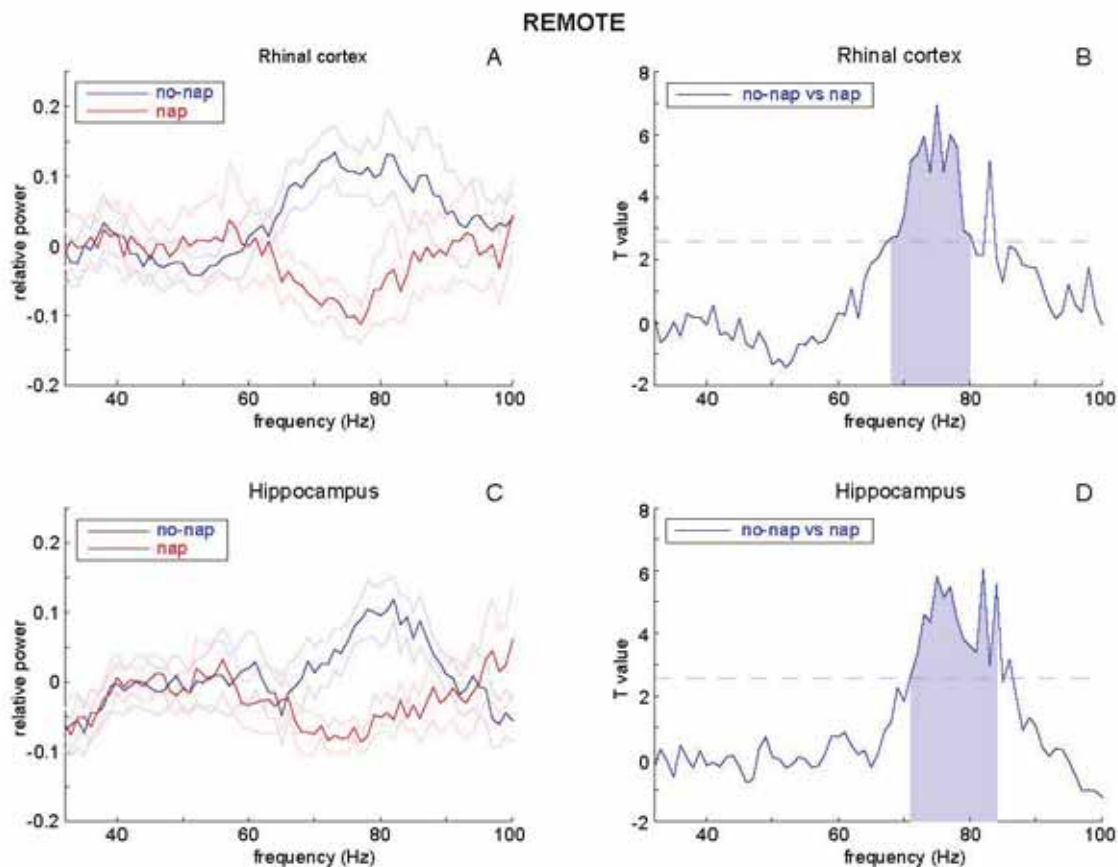 REMOTE
Rhinal cortex
A
no-nap
nap
0.2
0.1
0
-0.1
-0.2
relative power
40
60
80
100
frequency (Hz)
Rhinal cortex
B
no-nap vs nap
8
6
4
2
0
-2
T value
40
60
80
100
frequency (Hz)
Hippocampus
C
no-nap
nap
0.2
0.1
0
-0.1
-0.2
relative power
40
60
80
100
frequency (Hz)
Hippocampus
D
no-nap vs nap
8
6
4
2
0
-2
T value
40
60
80
100
frequency (Hz)